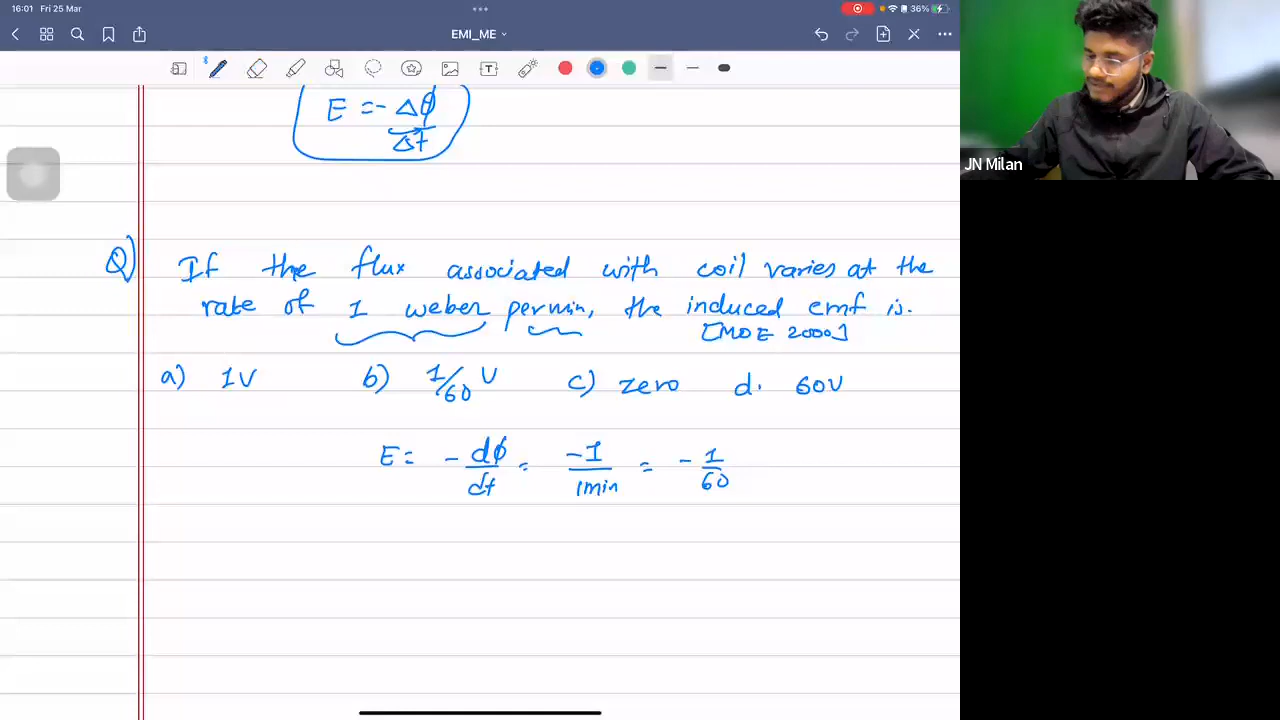 16:01 Fri 25 Mar
36%
EMI_ME
E = - Δϕ/Δt
JN Milan
Q) If the flux associated with coil varies at the
rate of 1 weber per min, the induced emf is.
[MOE 2000]
a) 1V b) 1/60 V c) zero d. 60V
E = - dϕ/dt = -1/1min = - 1/60